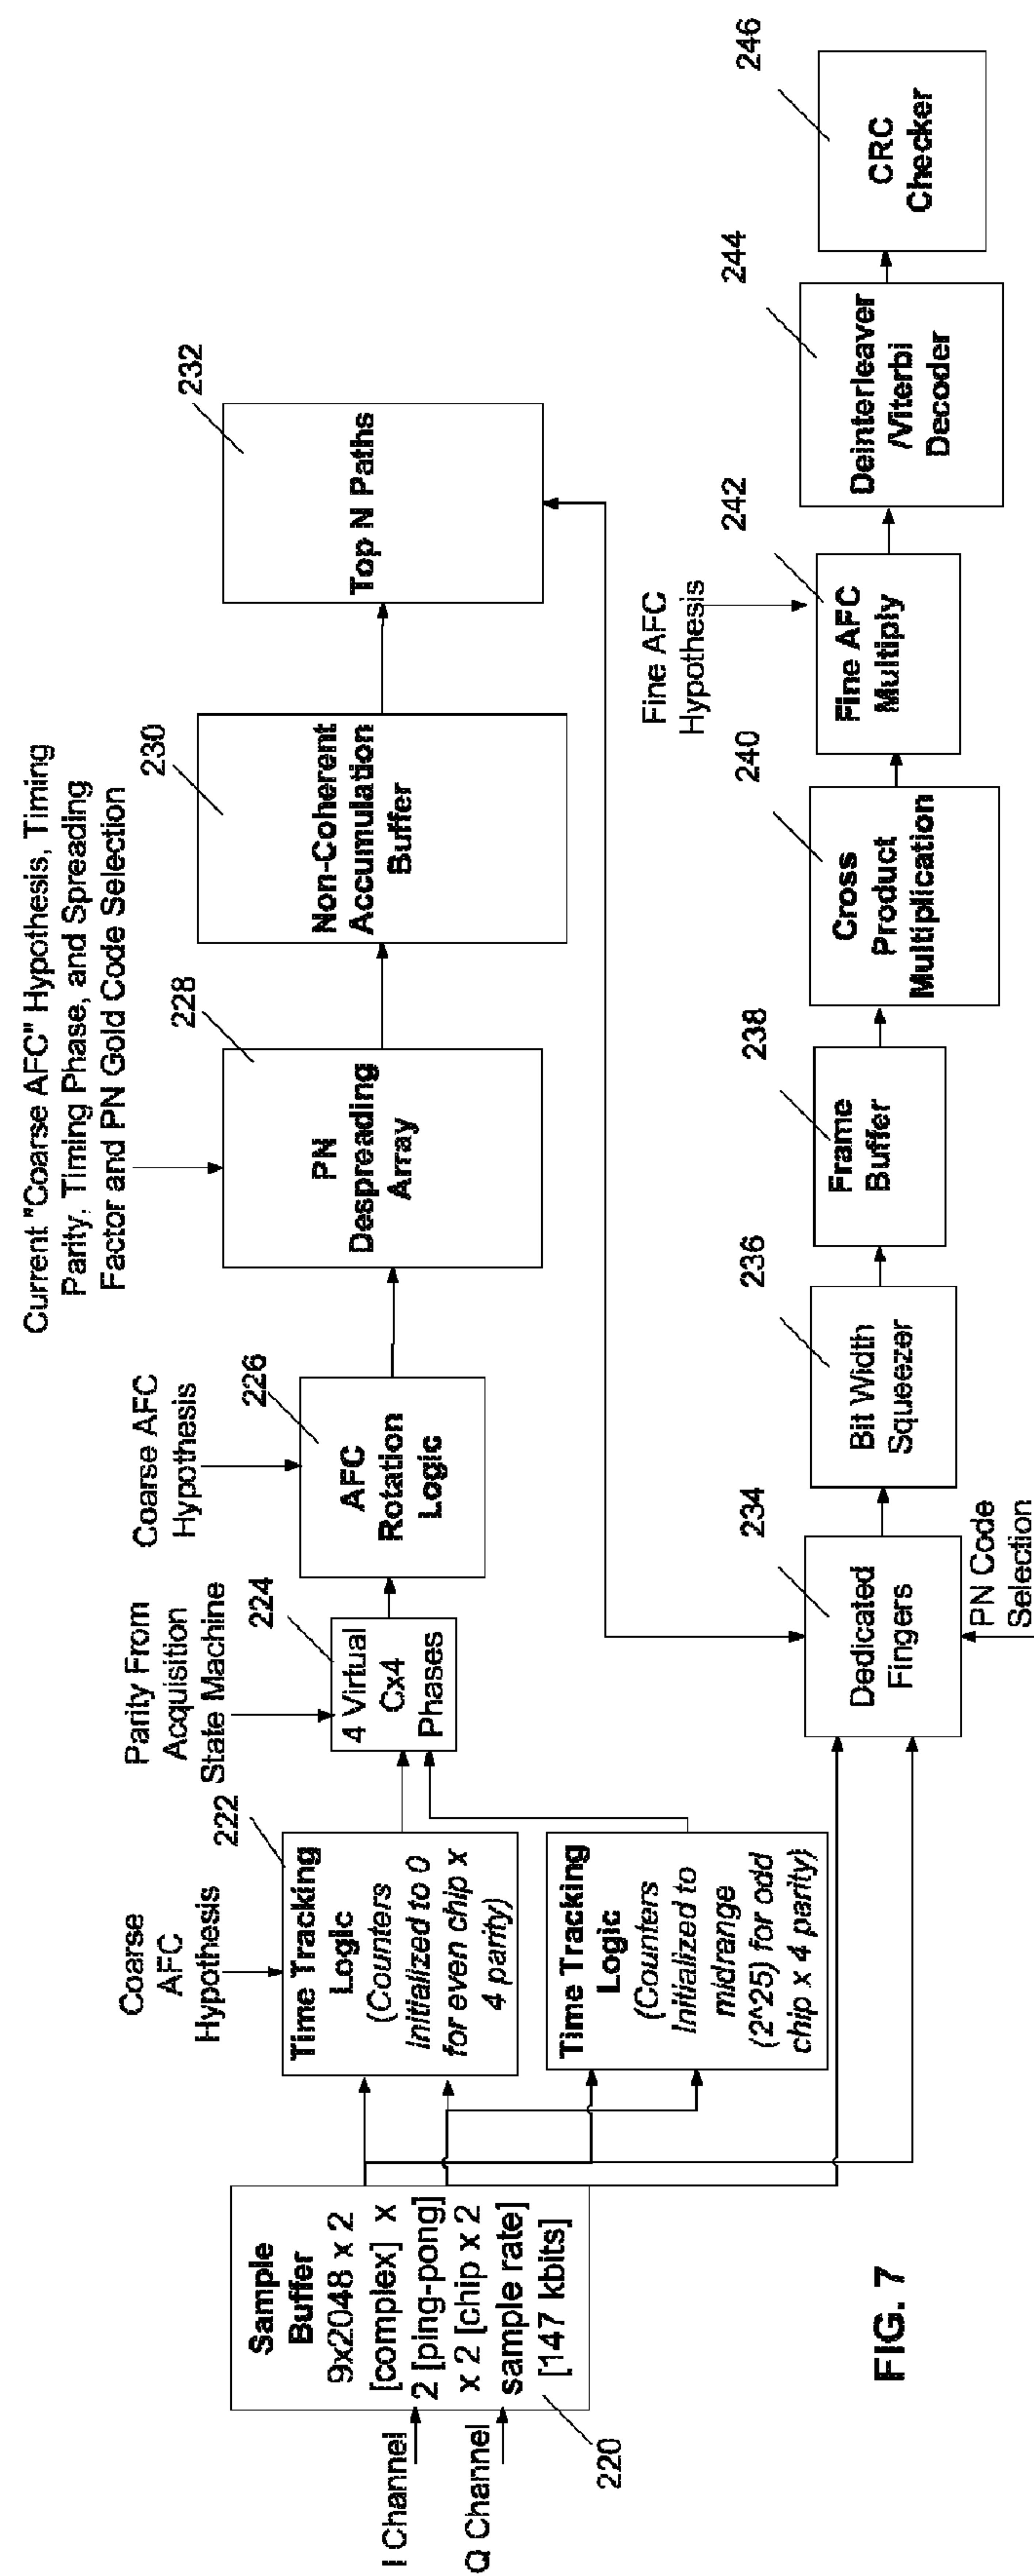 I Channel
Q Channel
Sample
Buffer
9x2048 x 2
[complex] x
2 [ping-pong]
x 2 [chip x 2
sample rate]
[147 kbits]
220
Coarse
AFC
Hypothesis
222
Time Tracking
Logic
(Counters
Initialized to 0
for even chip x
4 parity)
Time Tracking
Logic
(Counters
Initialized to
midrange
(2^25) for odd
chip x 4 parity)
Parity From
Acquisition
State Machine
224
4 Virtual
Cx4
Phases
Coarse AFC
Hypothesis
226
AFC
Rotation
Logic
Current "Coarse AFC" Hypothesis, Timing
Parity, Timing Phase, and Spreading
Factor and PN Gold Code Selection
228
PN
Despreading
Array
230
Non-Coherent
Accumulation
Buffer
232
Top N Paths
234
Dedicated
Fingers
PN Code
Selection
236
Bit Width
Squeezer
238
Frame
Buffer
240
Cross
Product
Multiplication
Fine AFC
Hypothesis
242
Fine AFC
Multiply
244
Deinterleaver
/Viterbi
Decoder
246
CRC
Checker
FIG. 7